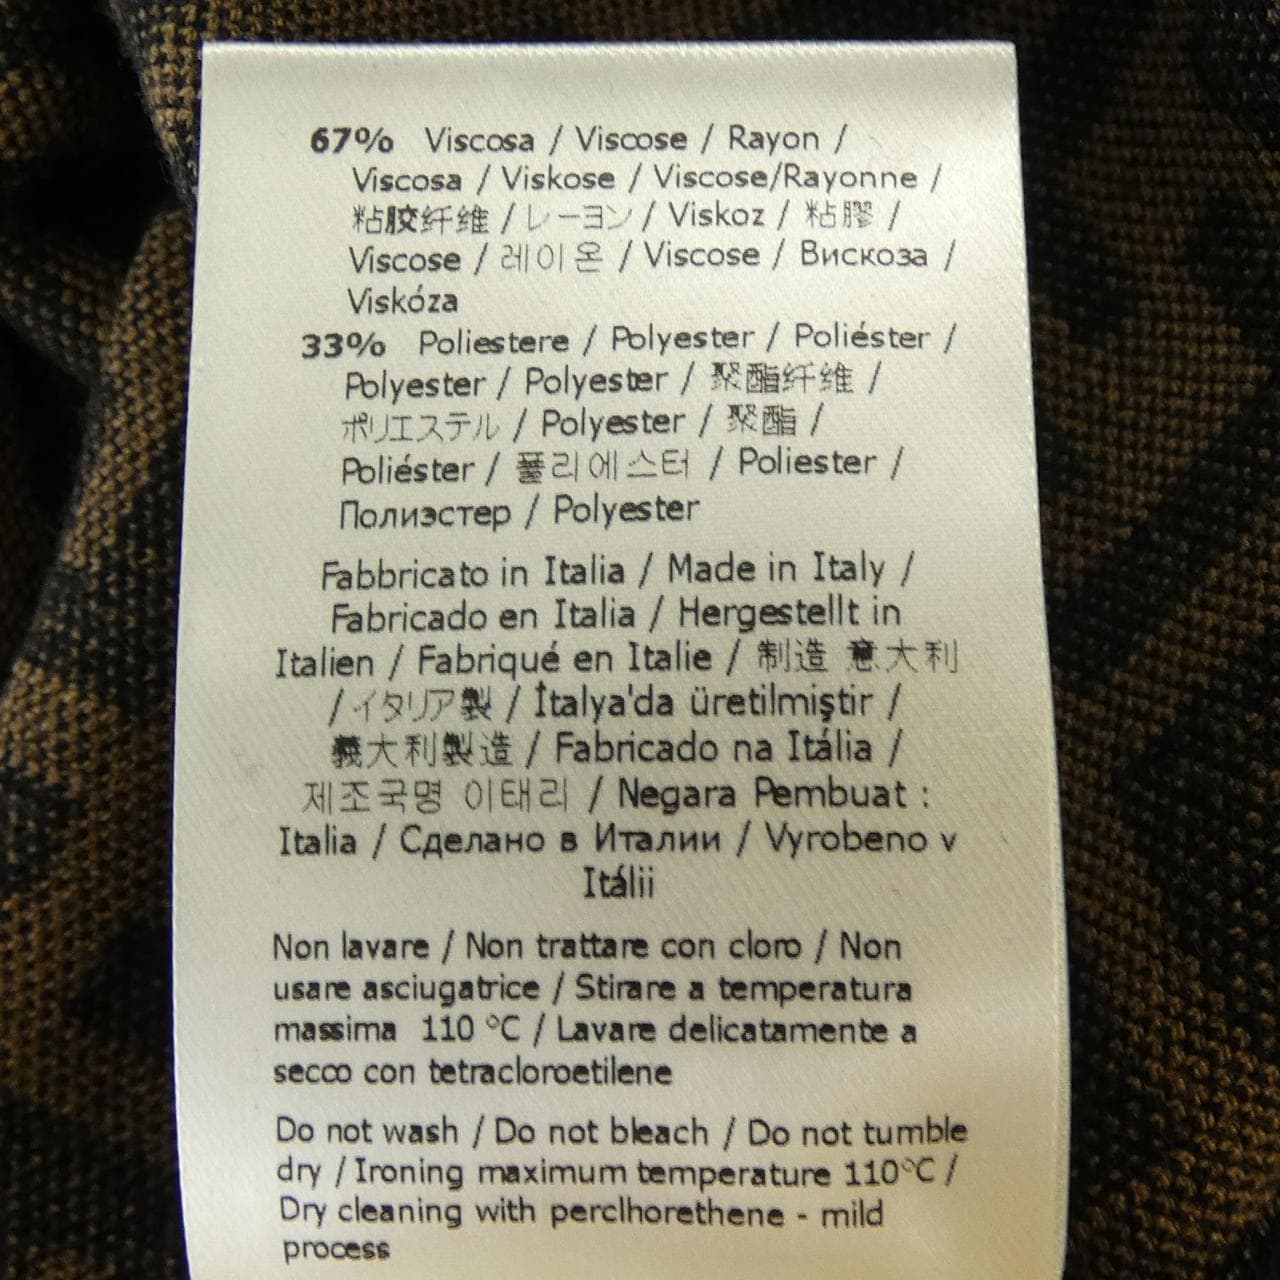 67% Viscosa / Viscose / Rayon /
Viscosa / Viskose / Viscose/Rayonne /
粘胶纤维 / レーヨン / Viskoz / 粘膠 /
Viscose / 레이온 / Viscose / Вискоза /
Viskóza
33% Poliestere / Polyester / Poliéster /
Polyester / Polyester / 聚酯纤维 /
ポリエステル / Polyester / 聚酯 /
Poliéster / 폴리에스터 / Poliester /
Полиэстер / Polyester
Fabbricato in Italia / Made in Italy /
Fabricado en Italia / Hergestellt in
Italien / Fabriqué en Italie / 制造 意大利
/ イタリア製 / İtalya'da üretilmiştir /
義大利製造 / Fabricado na Itália /
제조국명 이태리 / Negara Pembuat :
Italia / Сделано в Италии / Vyrobeno v
Itálii
Non lavare / Non trattare con cloro / Non
usare asciugatrice / Stirare a temperatura
massima 110 °C / Lavare delicatamente a
secco con tetracloroetilene
Do not wash / Do not bleach / Do not tumble
dry / Ironing maximum temperature 110°C /
Dry cleaning with perclhorethene - mild
process